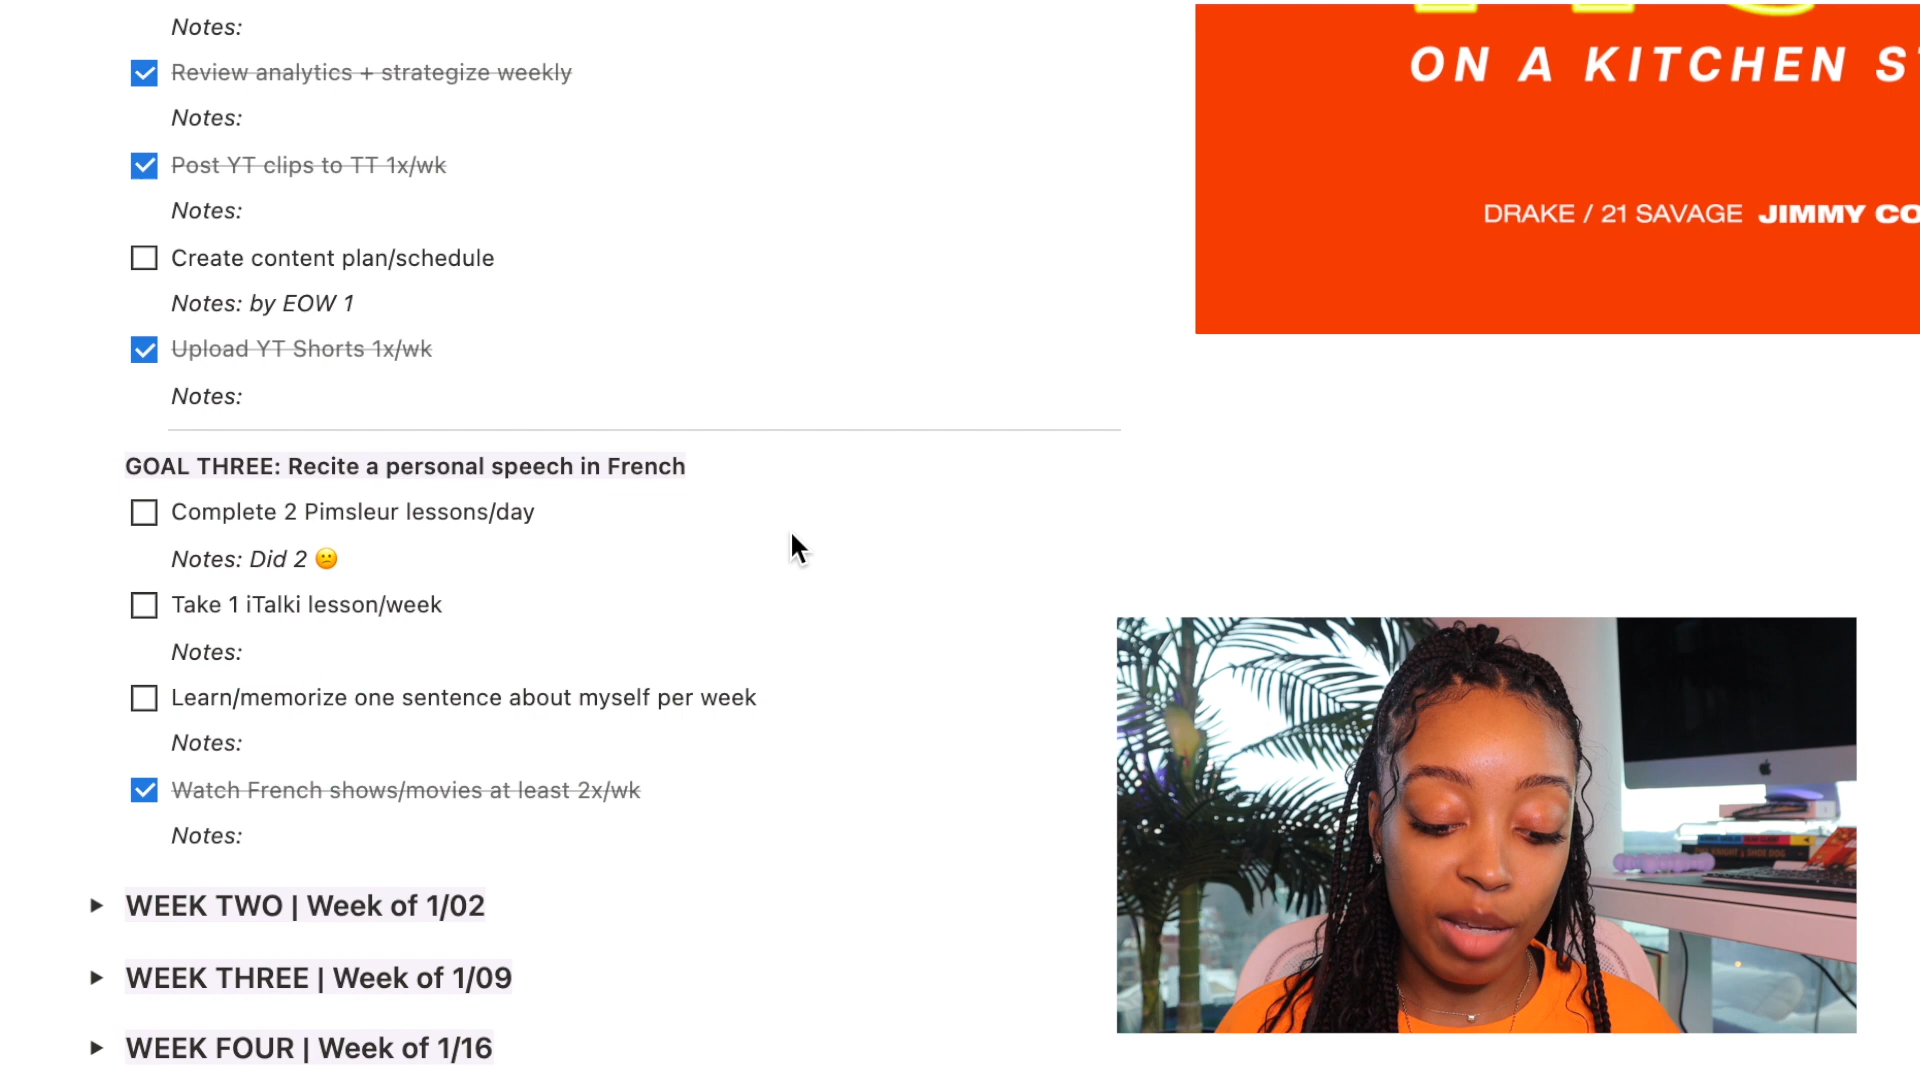 Notes:
Review analytics + strategize weekly
Notes:
Post YT clips to TT 1x/wk
Notes:
Create content plan/schedule
Notes: by EOW 1
Upload YT Shorts 1x/wk
Notes:
GOAL THREE: Recite a personal speech in French
Complete 2 Pimsleur lessons/day
Notes: Did 2 😕
Take 1 iTalki lesson/week
Notes:
Learn/memorize one sentence about myself per week
Notes:
Watch French shows/movies at least 2x/wk
Notes:
WEEK TWO | Week of 1/02
WEEK THREE | Week of 1/09
WEEK FOUR | Week of 1/16
ON A KITCHEN
DRAKE / 21 SAVAGE JIMMY